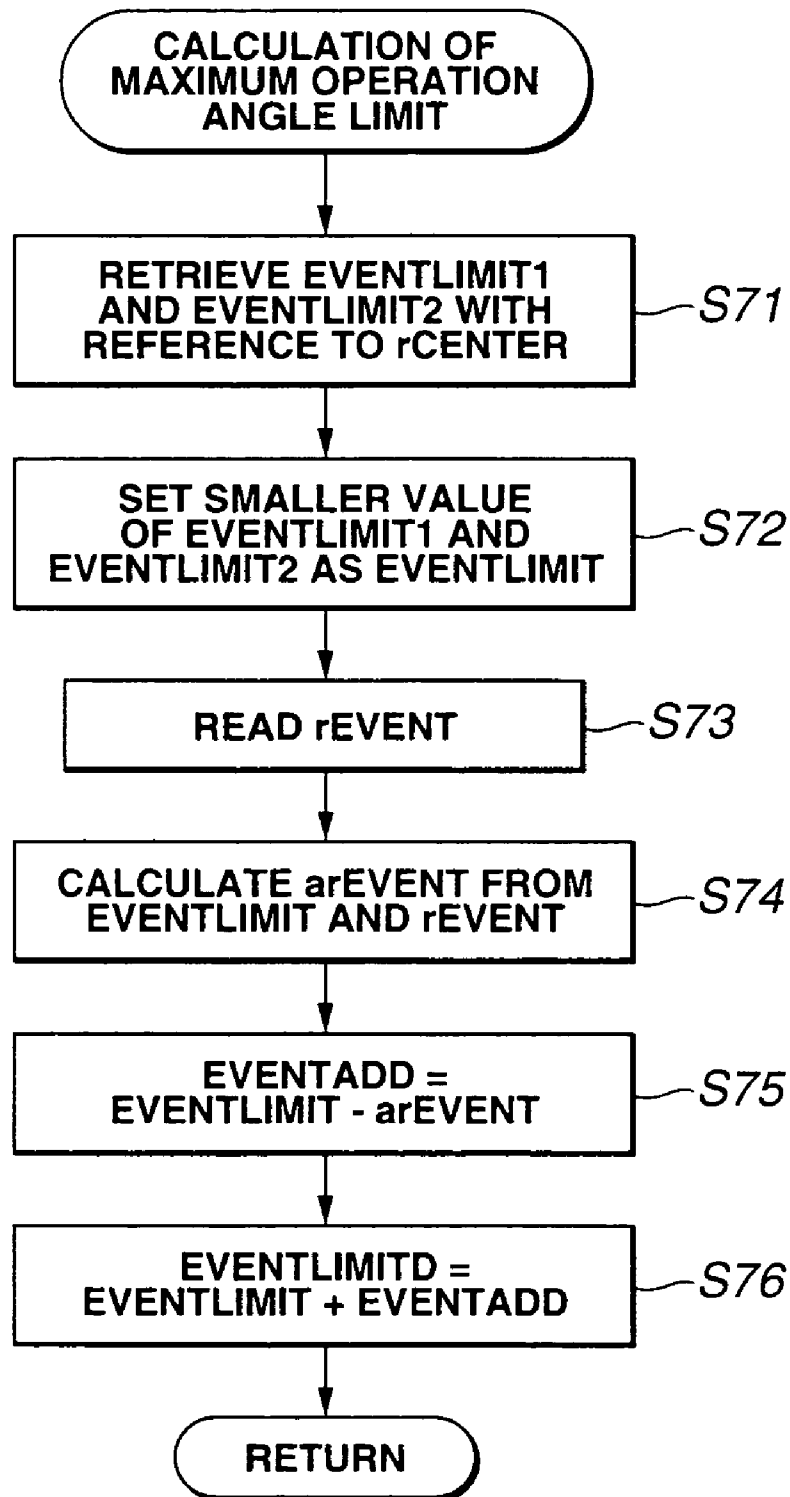 CALCULATION OF
MAXIMUM OPERATION
ANGLE LIMIT
RETRIEVE EVENTLIMIT1
AND EVENTLIMIT2 WITH
REFERENCE TO rCENTER
S71
SET SMALLER VALUE
OF EVENTLIMIT1 AND
EVENTLIMIT2 AS EVENTLIMIT
S72
READ rEVENT
S73
CALCULATE arEVENT FROM
EVENTLIMIT AND rEVENT
S74
EVENTADD =
EVENTLIMIT - arEVENT
S75
EVENTLIMITD =
EVENTLIMIT + EVENTADD
S76
RETURN